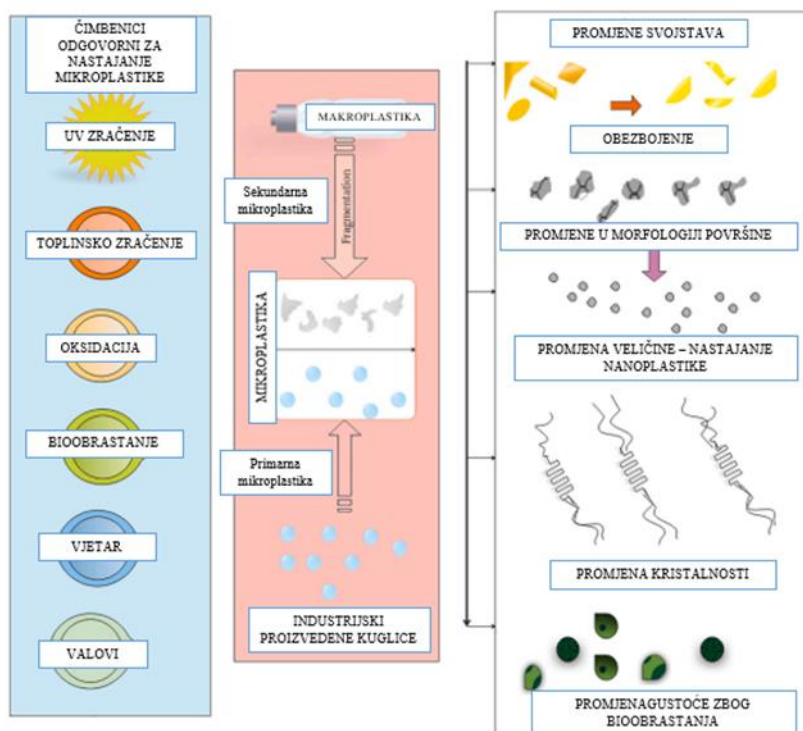 ČIMBENICI
ODGOVORNI ZA
NASTAJANJE
MIKROPLASTIKE
UV ZRAČENJE
TOPLINSKO ZRAČENJE
OKSIDACIJA
BIOOBRASTANJE
VJETAR
VALOVI
MAKROPLASTIKA
Sekundarna
mikroplastika
Fragmentation
MIKROPLASTIKA
Primarna
mikroplastika
INDUSTRIJSKI
PROIZVEDENE KUGLICE
PROMJENE SVOJSTAVA
OBEZBOJENJE
PROMJENE U MORFOLOGIJI POVRŠINE
PROMJENA VELIČINE – NASTAJANJE
NANOPLASTIKE
PROMJENA KRISTALNOSTI
PROMJENAGUSTOĆE ZBOG
BIOOBRASTANJA